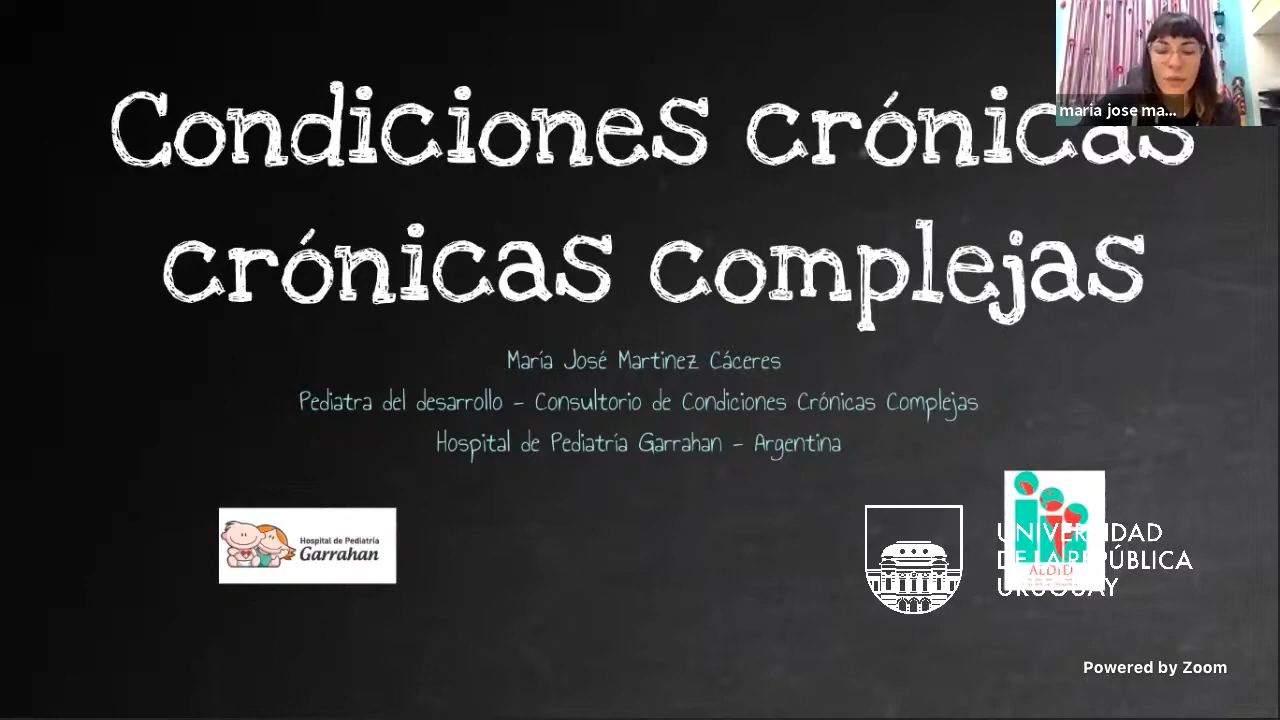 Condiciones crónicas
crónicas complejas
maria jose ma...
María José Martinez Cáceres
Pediatra del desarrollo - Consultorio de Condiciones Crónicas Complejas
Hospital de Pediatría Garrahan - Argentina
Hospital de Pediatría
Garrahan
UNIVERSIDAD
DE LA REPÚBLICA
URUGUAY
Powered by Zoom